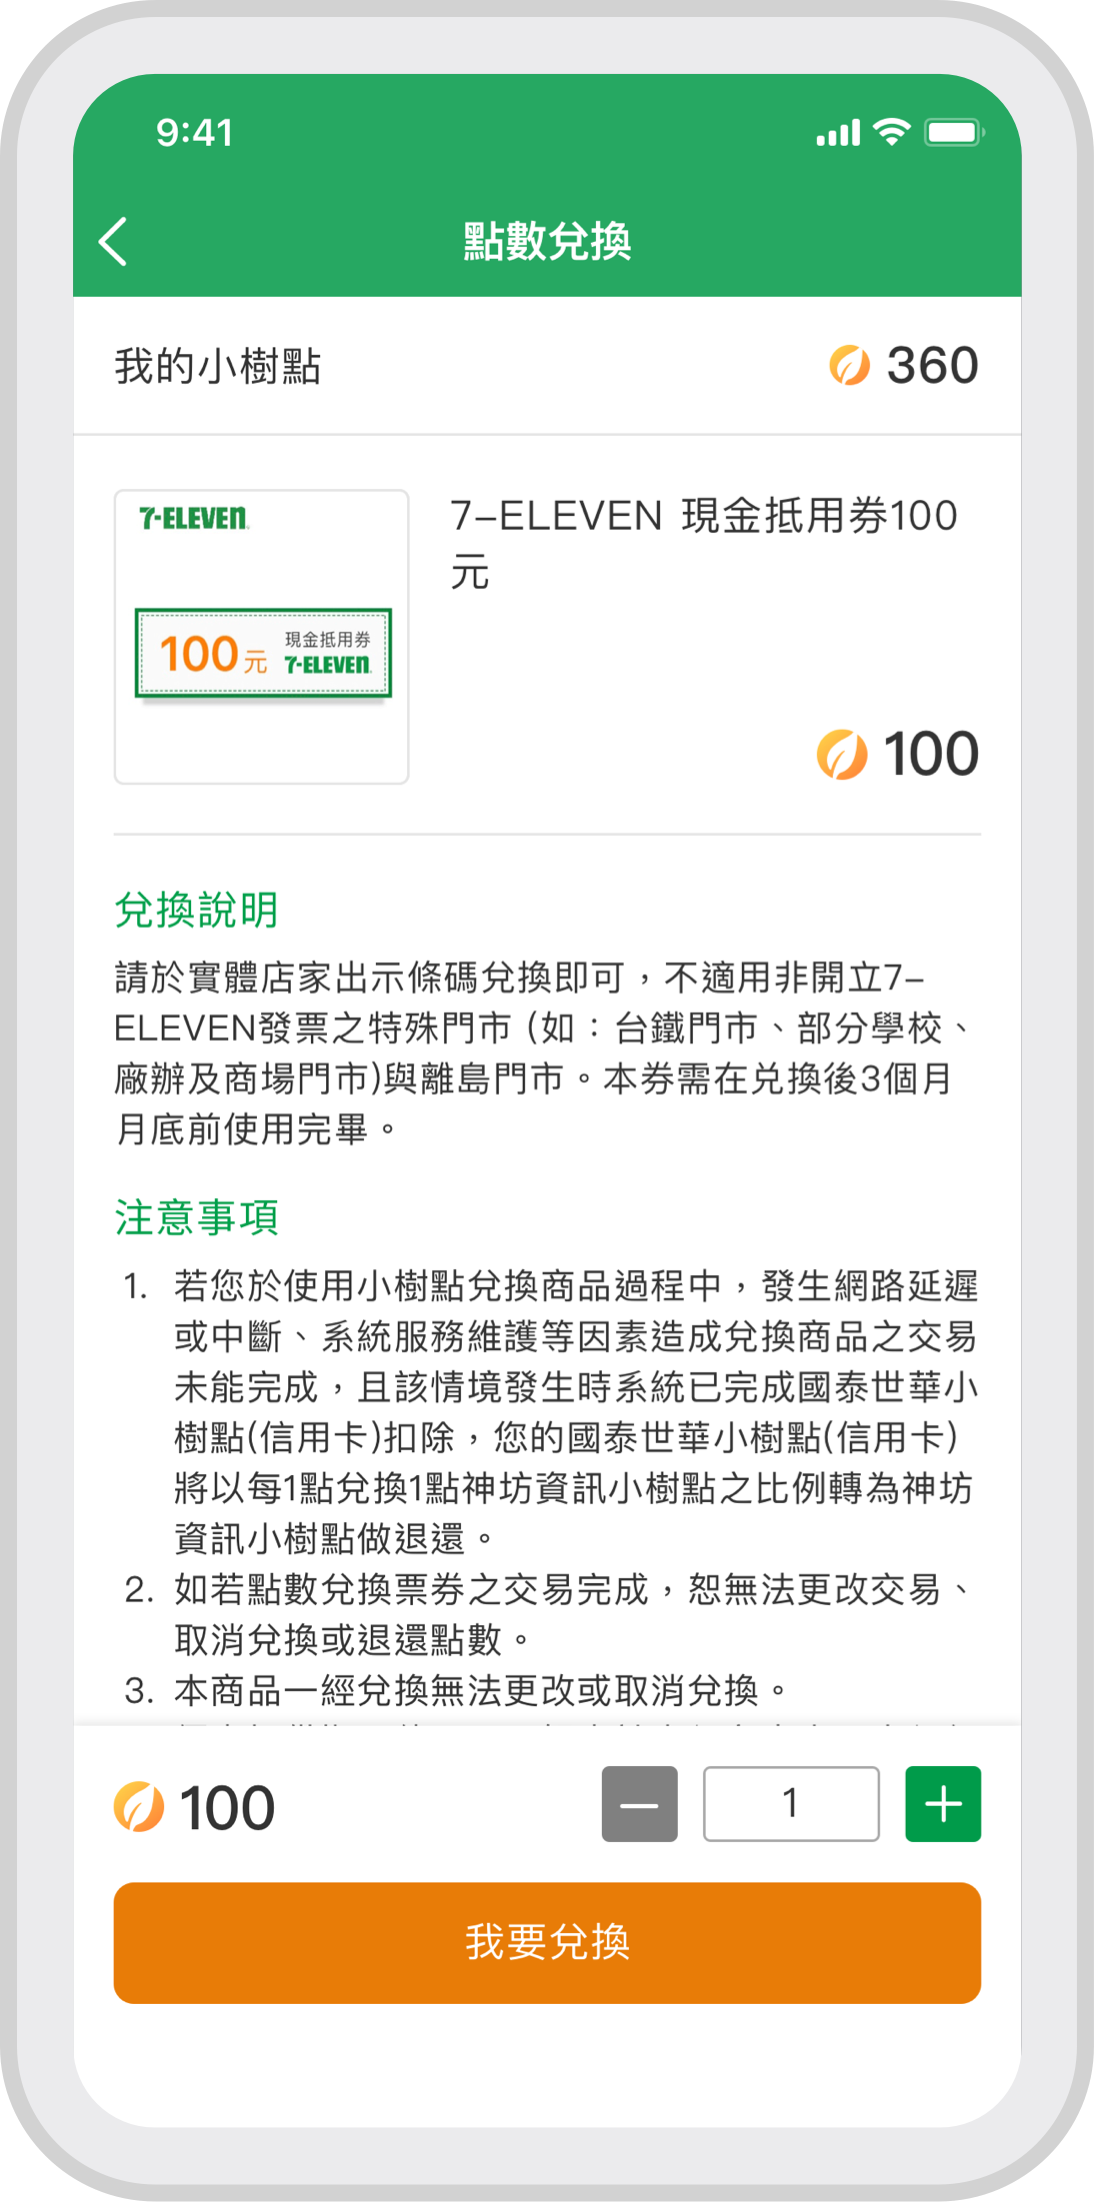 9:41
點數兌換
我的小樹點
360
7-ELEVEN
100元
現金抵用券
7-ELEVEN
7-ELEVEN 現金抵用券100
元
100
兌換說明
請於實體店家出示條碼兌換即可，不適用非開立7-
ELEVEN發票之特殊門市 (如：台鐵門市、部分學校、
廠辦及商場門市)與離島門市。本券需在兌換後3個月
月底前使用完畢。
注意事項
1. 若您於使用小樹點兌換商品過程中，發生網路延遲
或中斷、系統服務維護等因素造成兌換商品之交易
未能完成，且該情境發生時系統已完成國泰世華小
樹點(信用卡)扣除，您的國泰世華小樹點(信用卡)
將以每1點兌換1點神坊資訊小樹點之比例轉為神坊
資訊小樹點做退還。
2. 如若點數兌換票券之交易完成，恕無法更改交易、
取消兌換或退還點數。
3. 本商品一經兌換無法更改或取消兌換。
100
1
我要兌換